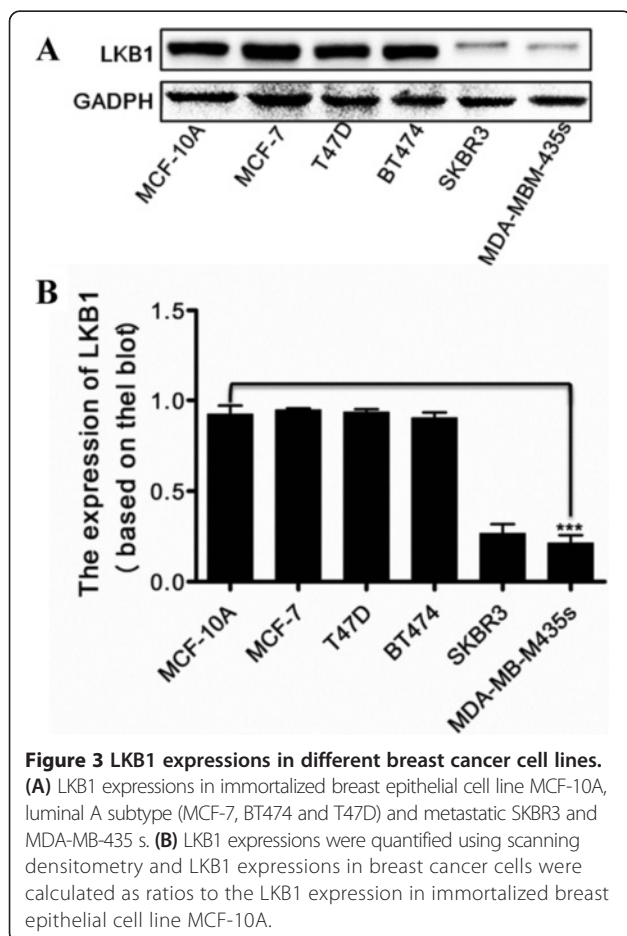 A
LKB1
GADPH
MCF-10A
MCF-7
T47D
BT474
SKBR3
MDA-MBM-435s
B
The expression of LKB1
( based on thel blot)
1.5
1.0
0.5
0.0
***
MCF-10A
MCF-7
T47D
BT474
SKBR3
MDA-MB-M435s
Figure 3 LKB1 expressions in different breast cancer cell lines.
(A) LKB1 expressions in immortalized breast epithelial cell line MCF-10A,
luminal A subtype (MCF-7, BT474 and T47D) and metastatic SKBR3 and
MDA-MB-435 s. (B) LKB1 expressions were quantified using scanning
densitometry and LKB1 expressions in breast cancer cells were
calculated as ratios to the LKB1 expression in immortalized breast
epithelial cell line MCF-10A.